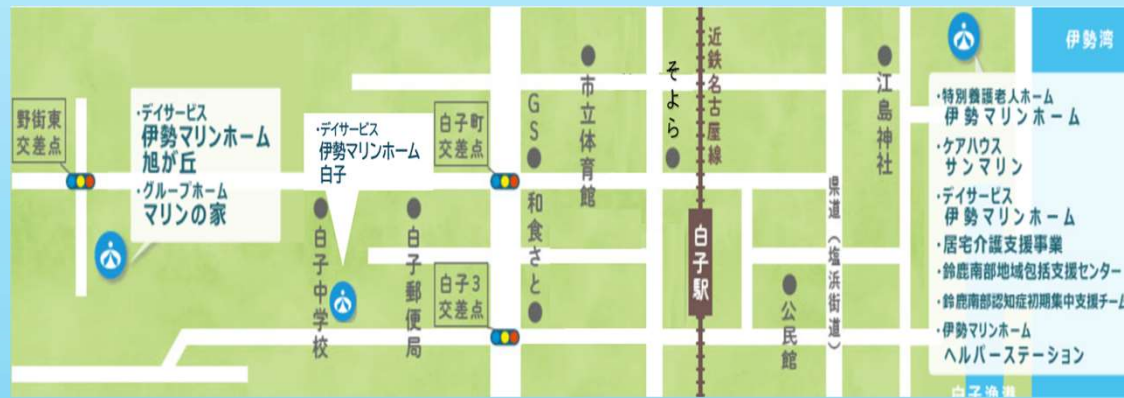 野街東
交差点
・デイサービス
伊勢マリンホーム
旭が丘
・グループホーム
マリンの家
・デイサービス
伊勢マリンホーム
白子
白子中学校
白子郵便局
白子町
交差点
白子3
交差点
GS
和食さと
市立体育館
そよら
近鉄名古屋線
白子駅
公民館
県道（塩浜街道）
江島神社
伊勢湾
・特別養護老人ホーム
伊勢マリンホーム
・ケアハウス
サンマリン
・デイサービス
伊勢マリンホーム
・居宅介護支援事業
・鈴鹿南部地域包括支援センター
・鈴鹿南部認知症初期集中支援チーム
・伊勢マリンホーム
ヘルパーステーション
白子漁港